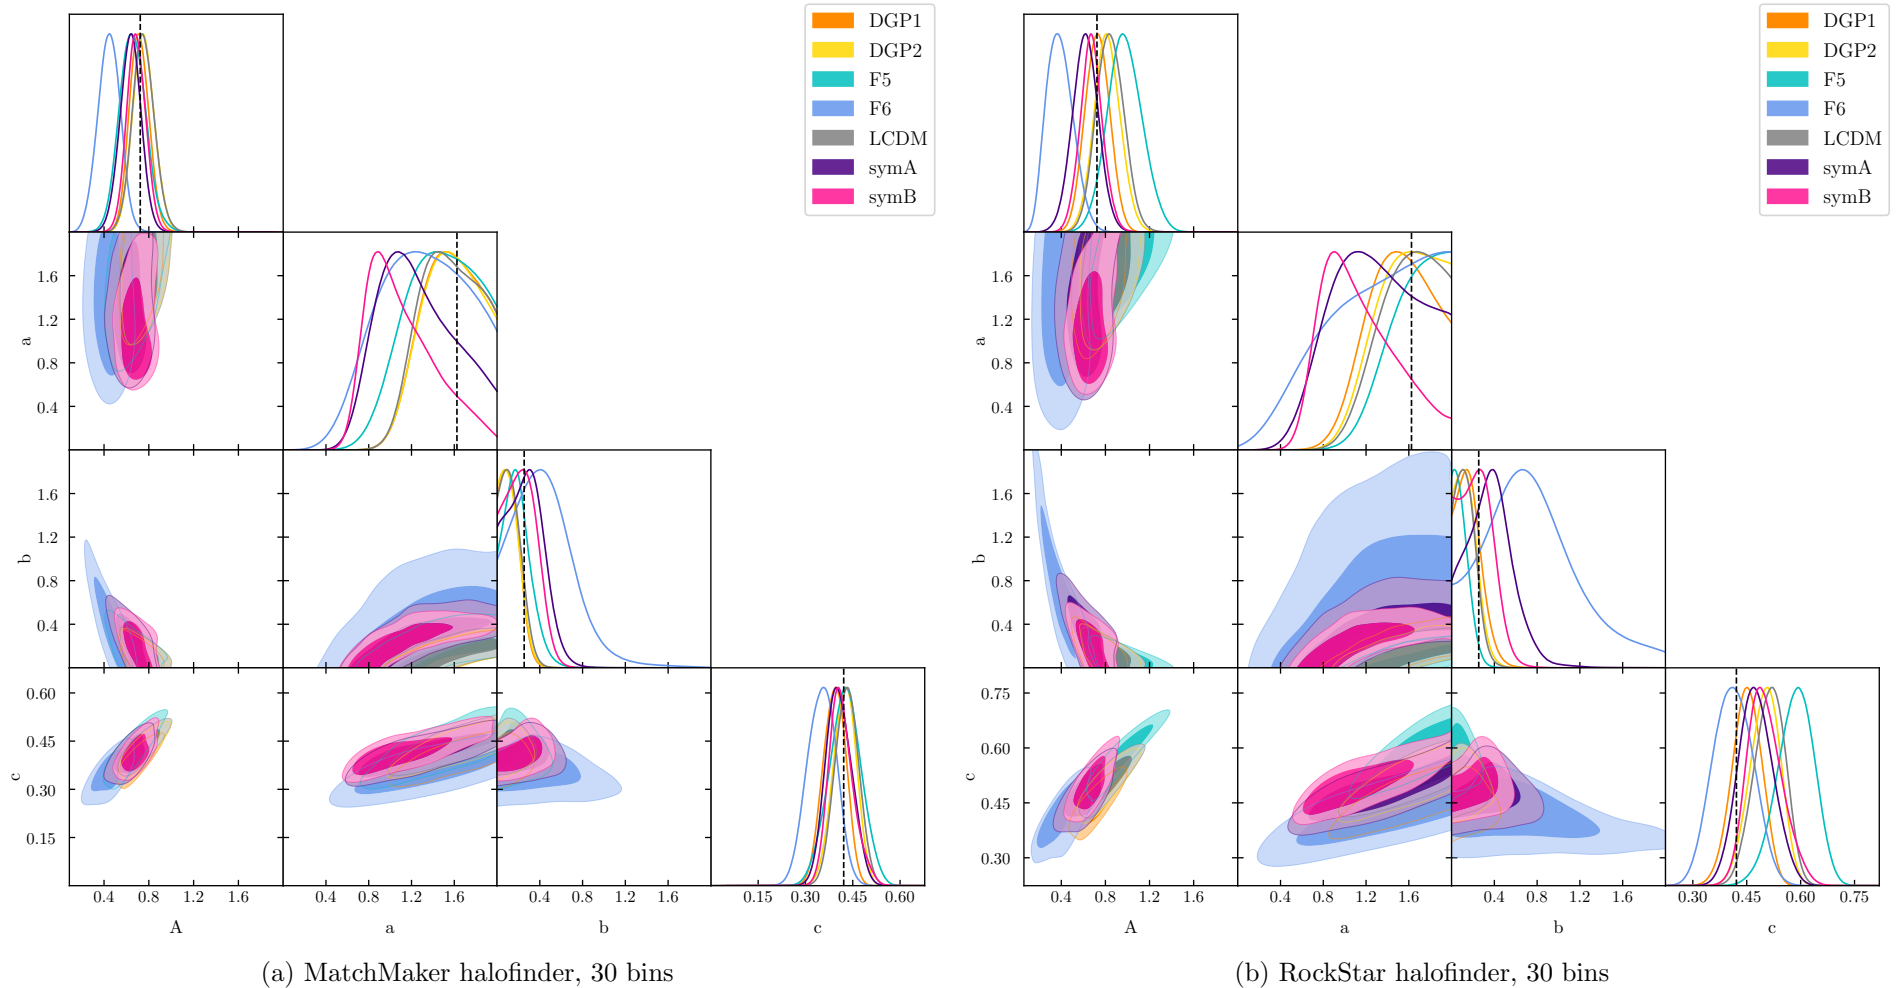 DGP1
DGP2
F5
F6
LCDM
symA
symB
1.6
1.2
0.8
0.4
a
1.6
1.2
0.8
0.4
b
0.60
0.45
0.30
0.15
c
0.4 0.8 1.2 1.6
0.4 0.8 1.2 1.6
0.4 0.8 1.2 1.6
0.15 0.30 0.45 0.60
A
a
b
c
(a) MatchMaker halofinder, 30 bins
DGP1
DGP2
F5
F6
LCDM
symA
symB
1.6
1.2
0.8
0.4
a
1.6
1.2
0.8
0.4
b
0.75
0.60
0.45
0.30
c
0.4 0.8 1.2 1.6
0.4 0.8 1.2 1.6
0.4 0.8 1.2 1.6
0.30 0.45 0.60 0.75
A
a
b
c
(b) RockStar halofinder, 30 bins